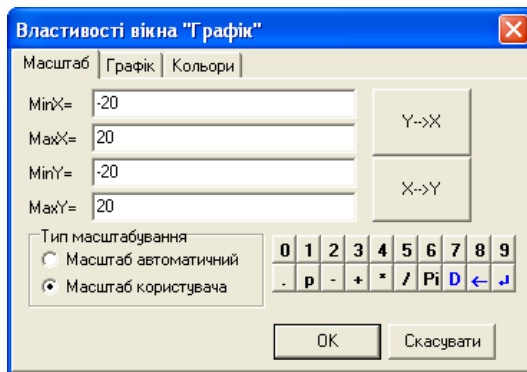 Властивості вікна "Графік"
Масштаб Графік Кольори
MinX= -20
MaxX= 20
MinY= -20
MaxY= 20
Y-->X
X-->Y
Тип масштабування
Масштаб автоматичний
Масштаб користувача
0 1 2 3 4 5 6 7 8 9
. p - + * / Pi D ← ↲
OK Скасувати